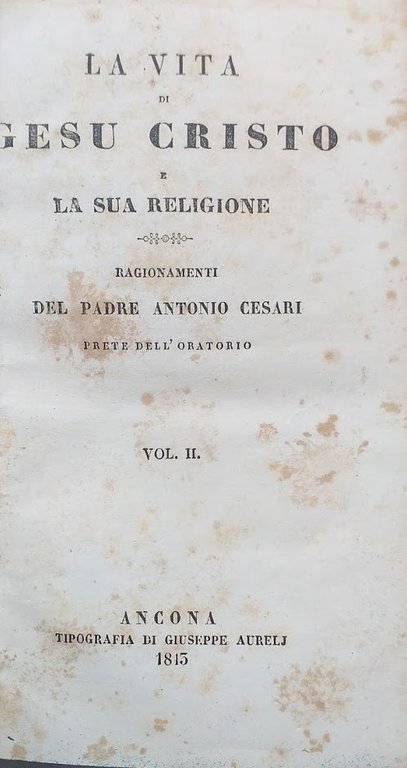 LA VITA
DI
GESU CRISTO
E
LA SUA RELIGIONE
RAGIONAMENTI
DEL PADRE ANTONIO CESARI
PRETE DELL'ORATORIO
VOL. II.
ANCONA
TIPOGRAFIA DI GIUSEPPE AURELJ
1843